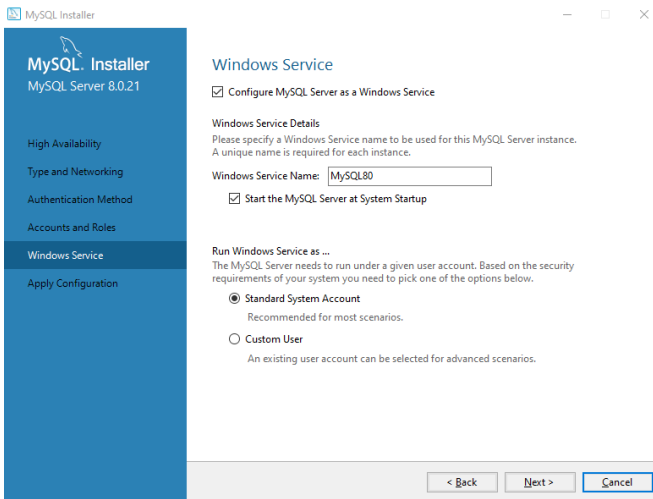 MySQL Installer
MySQL. Installer
MySQL Server 8.0.21
High Availability
Type and Networking
Authentication Method
Accounts and Roles
Windows Service
Apply Configuration
Windows Service
Configure MySQL Server as a Windows Service
Windows Service Details
Please specify a Windows Service name to be used for this MySQL Server instance.
A unique name is required for each instance.
Windows Service Name: MySQL80
Start the MySQL Server at System Startup
Run Windows Service as ...
The MySQL Server needs to run under a given user account. Based on the security
requirements of your system you need to pick one of the options below.
Standard System Account
Recommended for most scenarios.
Custom User
An existing user account can be selected for advanced scenarios.
< Back Next > Cancel